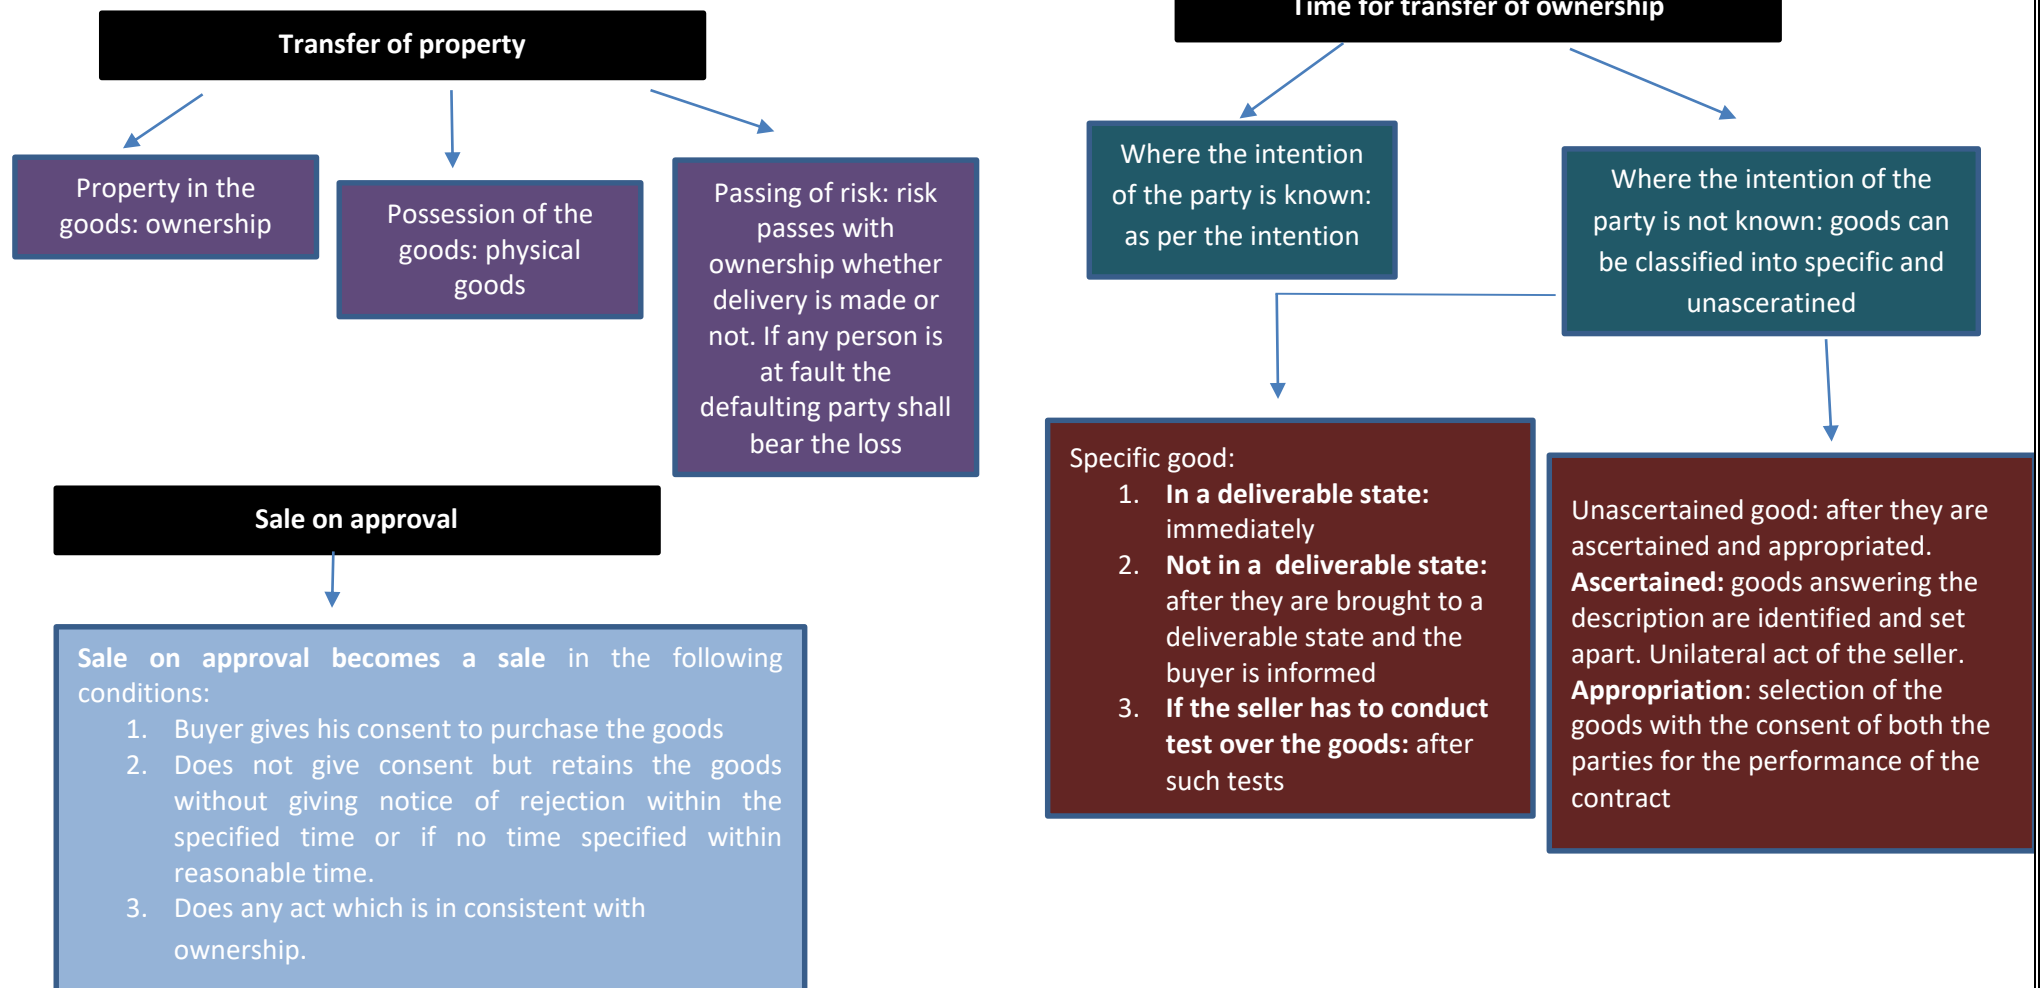 Transfer of property
Property in the
goods: ownership
Possession of the
goods: physical
goods
Passing of risk: risk
passes with
ownership whether
delivery is made or
not. If any person is
at fault the
defaulting party shall
bear the loss
Sale on approval
Sale on approval becomes a sale in the following
conditions:
1. Buyer gives his consent to purchase the goods
2. Does not give consent but retains the goods
without giving notice of rejection within the
specified time or if no time specified within
reasonable time.
3. Does any act which is in consistent with
ownership.
Time for transfer of ownership
Where the intention
of the party is known:
as per the intention
Where the intention of the
party is not known: goods can
be classified into specific and
unasceratined
Specific good:
1. In a deliverable state:
immediately
2. Not in a deliverable state:
after they are brought to a
deliverable state and the
buyer is informed
3. If the seller has to conduct
test over the goods: after
such tests
Unascertained good: after they are
ascertained and appropriated.
Ascertained: goods answering the
description are identified and set
apart. Unilateral act of the seller.
Appropriation: selection of the
goods with the consent of both the
parties for the performance of the
contract